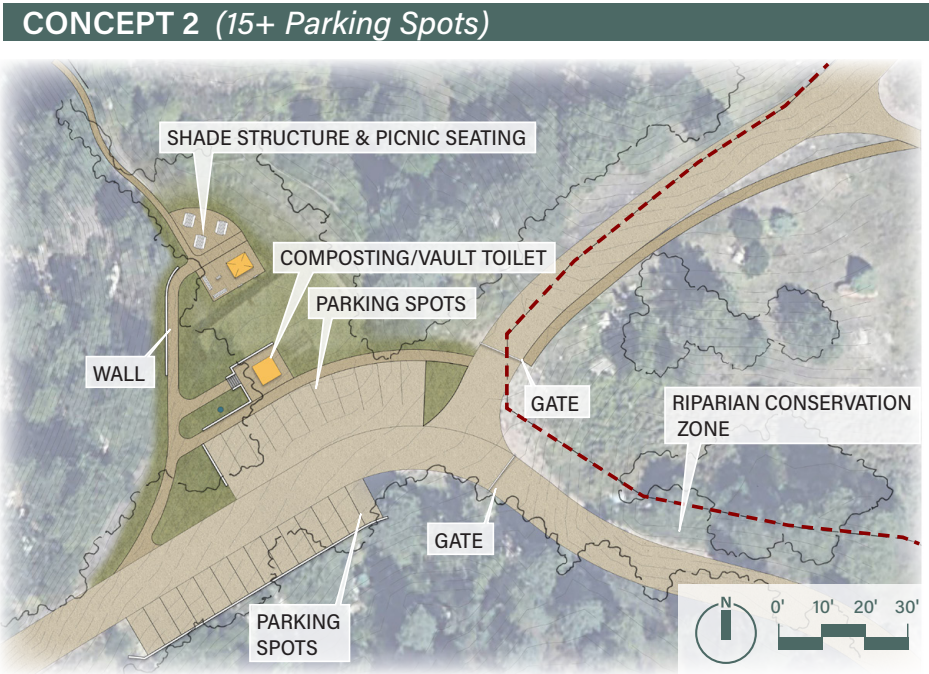 CONCEPT 2 (15+ Parking Spots)
SHADE STRUCTURE & PICNIC SEATING
COMPOSTING/VAULT TOILET
PARKING SPOTS
WALL
GATE
RIPARIAN CONSERVATION
ZONE
GATE
PARKING
SPOTS
N
0' 10' 20' 30'